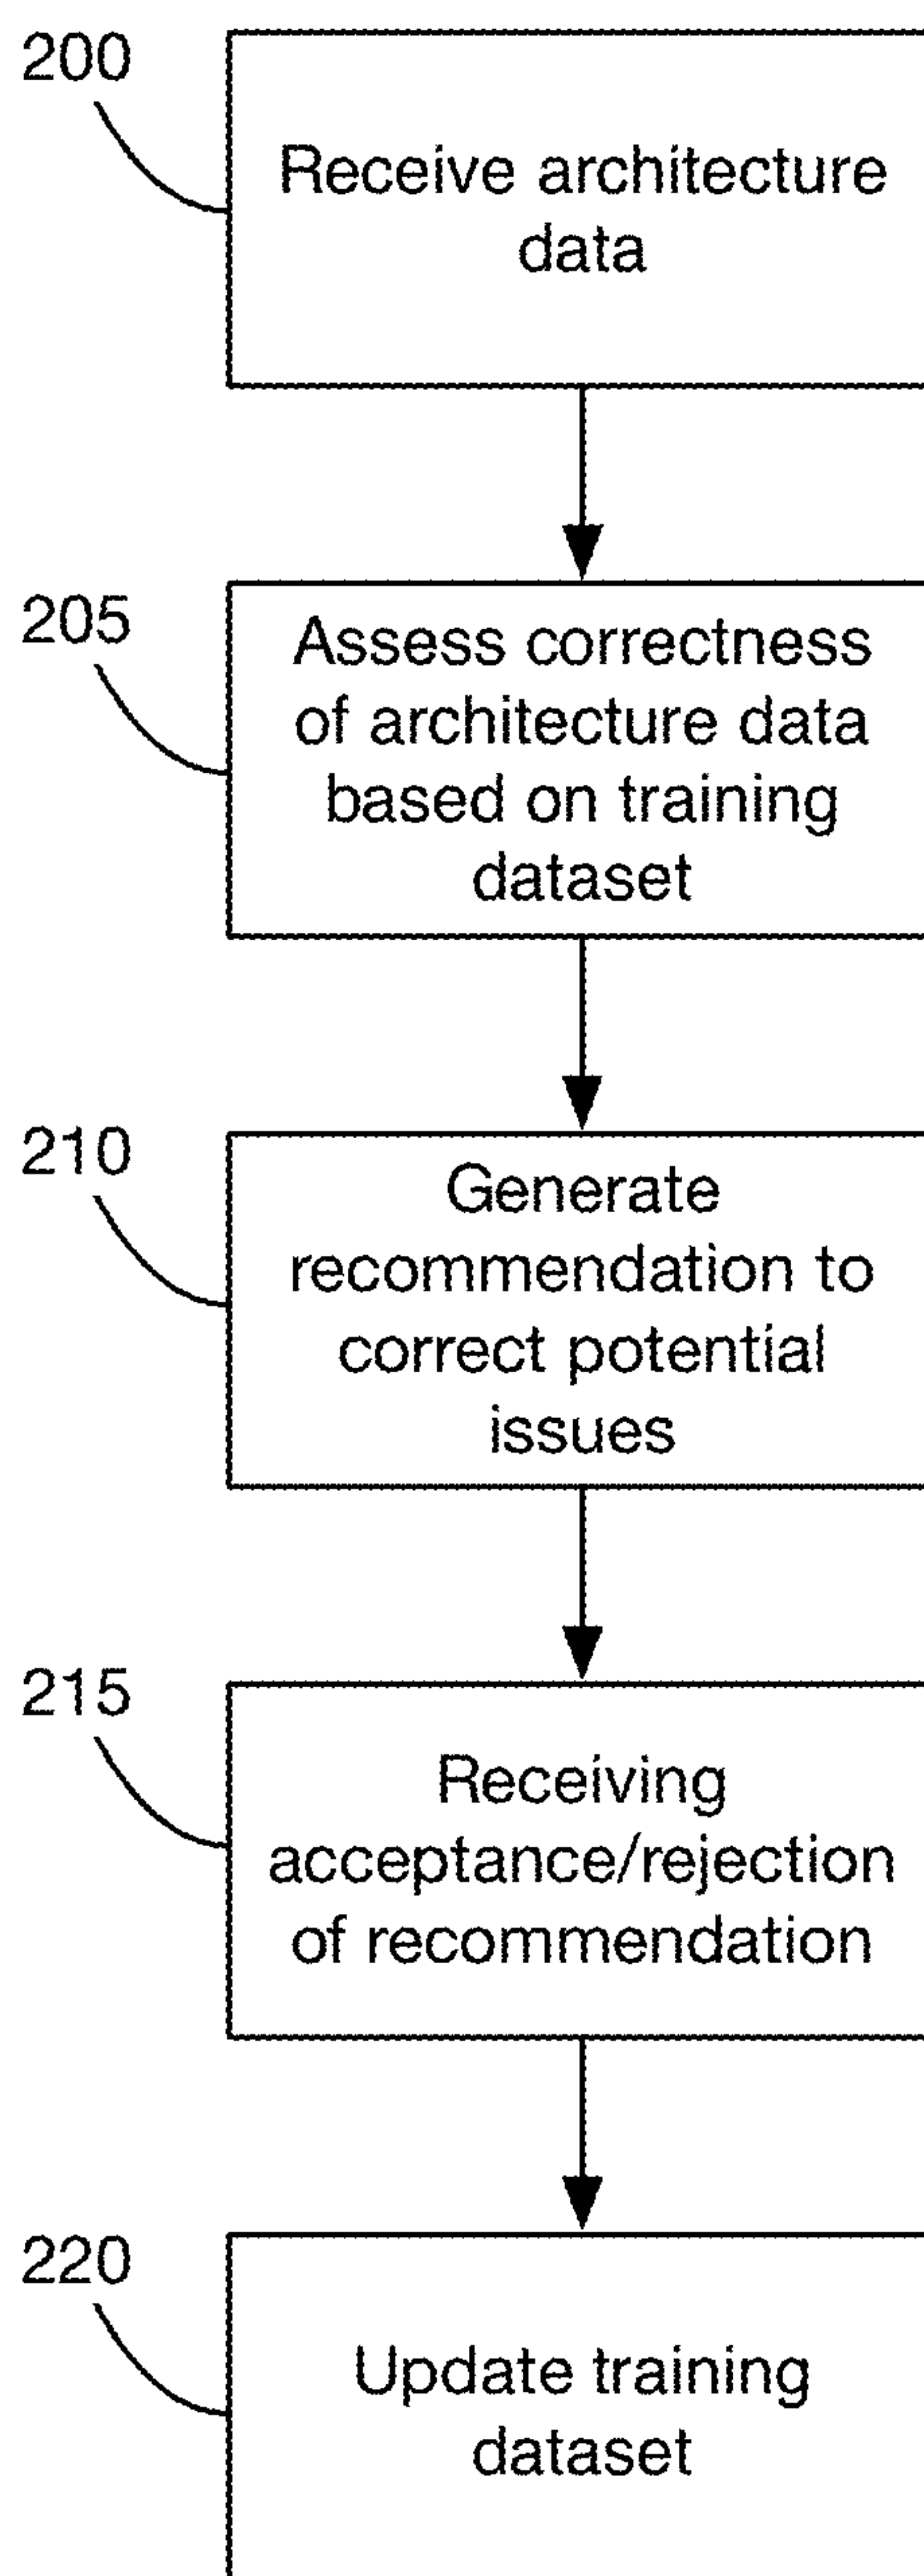 200
Receive architecture
data
205
Assess correctness
of architecture data
based on training
dataset
210
Generate
recommendation to
correct potential
issues
215
Receiving
acceptance/rejection
of recommendation
220
Update training
dataset